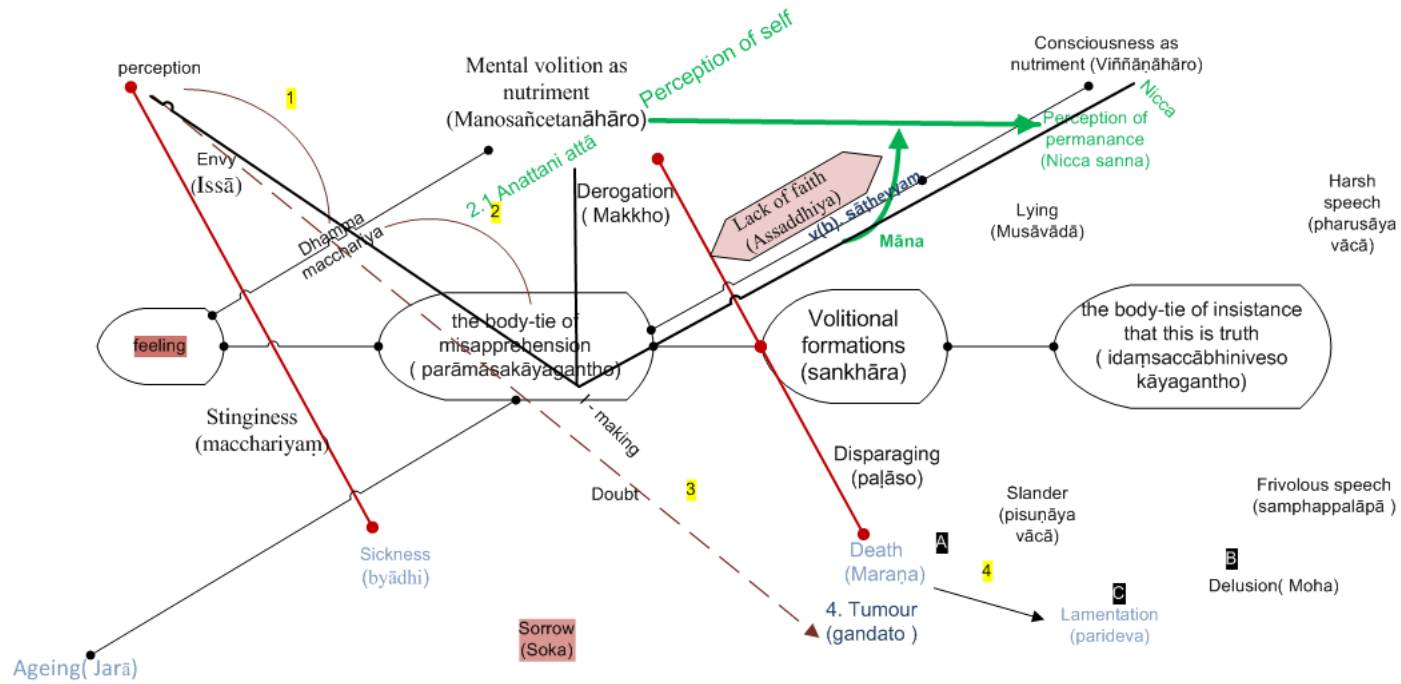 perception
1
Mental volition as
nutriment
(Manosañcetanāhāro)
Perception of self
Consciousness as
nutriment (Viññāṇāhāro)
Nicca
Perception of
permanance
(Nicca sanna)
Envy
(Issā)
2.1 Anattani attā
2
Derogation
( Makkho)
Lack of faith
(Assaddhiya)
v(b). sāṭheyyaṃ
Māna
Lying
(Musāvādā)
Harsh
speech
(pharusāya
vācā)
Dhamma
macchariya
feeling
the body-tie of
misapprehension
( parāmāsakāyagantho)
Volitional
formations
(sankhāra)
the body-tie of insistance
that this is truth
( idaṃsaccābhiniveso
kāyagantho)
Stinginess
(macchariyaṃ)
I - making
Doubt
3
Disparaging
(paḷāso)
Slander
(pisuṇāya
vācā)
Frivolous speech
(samphappalāpā )
Sickness
(byādhi)
Death
(Maraṇa)
A
4
B
Delusion( Moha)
C
Lamentation
(parideva)
4. Tumour
(gandato )
Sorrow
(Soka)
Ageing( Jarā)